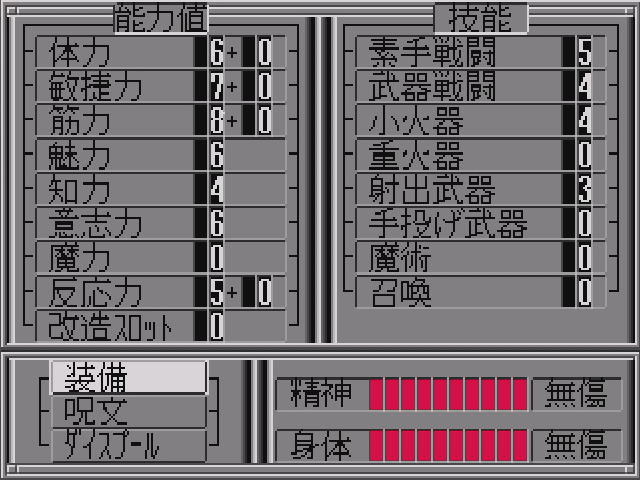 能力値
体力 6+ 0
敏捷力 7+ 0
筋力 8+ 0
魅力 6
知力 4
意志力 6
魔力 0
反応力 5+ 0
改造スロット 0
技能
素手戦闘 5
武器戦闘 4
小火器 4
重火器 0
射出武器 3
手投げ武器 0
魔術 0
召喚 0
装備
呪文
ダイスプール
精神 無傷
身体 無傷